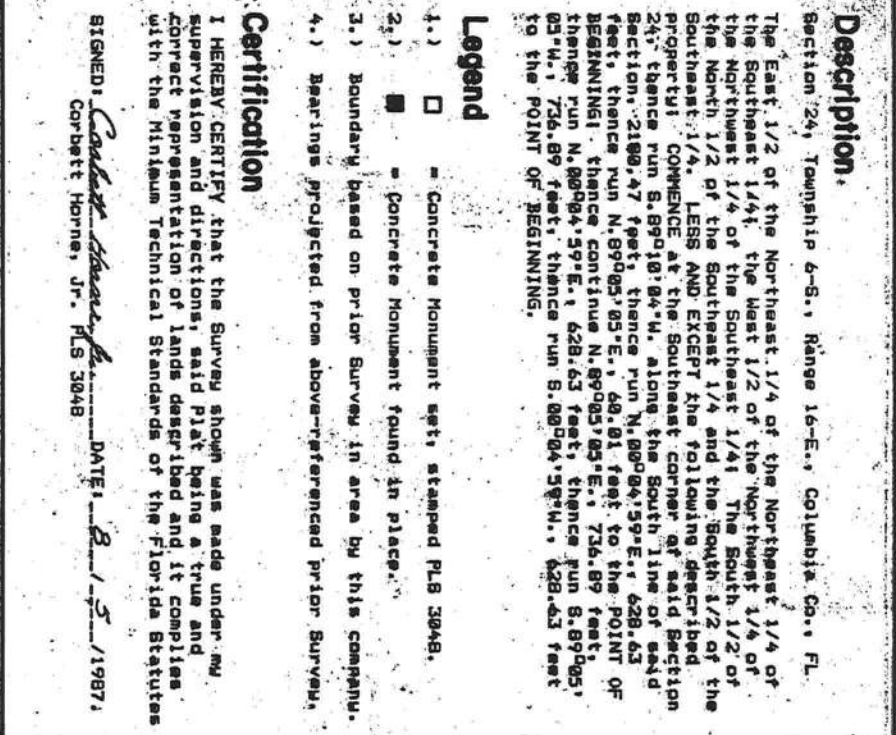 Description
Section 24, Township 6-S., Range 16-E., Columbia Co., FL
The East 1/2 of the Northeast 1/4 of the Northeast 1/4 of
the Southeast 1/4; the West 1/2 of the Northwest 1/4 of
the Northwest 1/4 of the Southeast 1/4; The South 1/2 of
the North 1/2 of the Southeast 1/4 and the South 1/2 of the
Southeast 1/4. LESS AND EXCEPT the following described
property: COMMENCE at the Southeast corner of said Section
24, thence run S.89°10'04"W. along the South line of said
Section, 2180.47 feet, thence run N.00°04'59"E., 628.63
feet, thence run N.89°05'05"E., 60.01 feet to the POINT OF
BEGINNING; thence continue N.89°05'05"E., 736.89 feet,
thence run N.00°04'59"E., 628.63 feet, thence run S.89°05'
05"W., 736.89 feet, thence run S.00°04'59"W., 628.63 feet
to the POINT OF BEGINNING.
Legend
1.) □ = Concrete Monument set, stamped PLS 3048.
2.) ■ = Concrete Monument found in place.
3.) Boundary based on prior Survey in area by this company.
4.) Bearings projected from above-referenced prior Survey.
Certification
I HEREBY CERTIFY that the Survey shown was made under my
supervision and directions, said Plat being a true and
correct representation of lands described and it complies
with the Minimum Technical Standards of the Florida Statutes
SIGNED: Corbett Horne, Jr. DATE: 8/5/1987.
Corbett Horne, Jr. PLS 3048